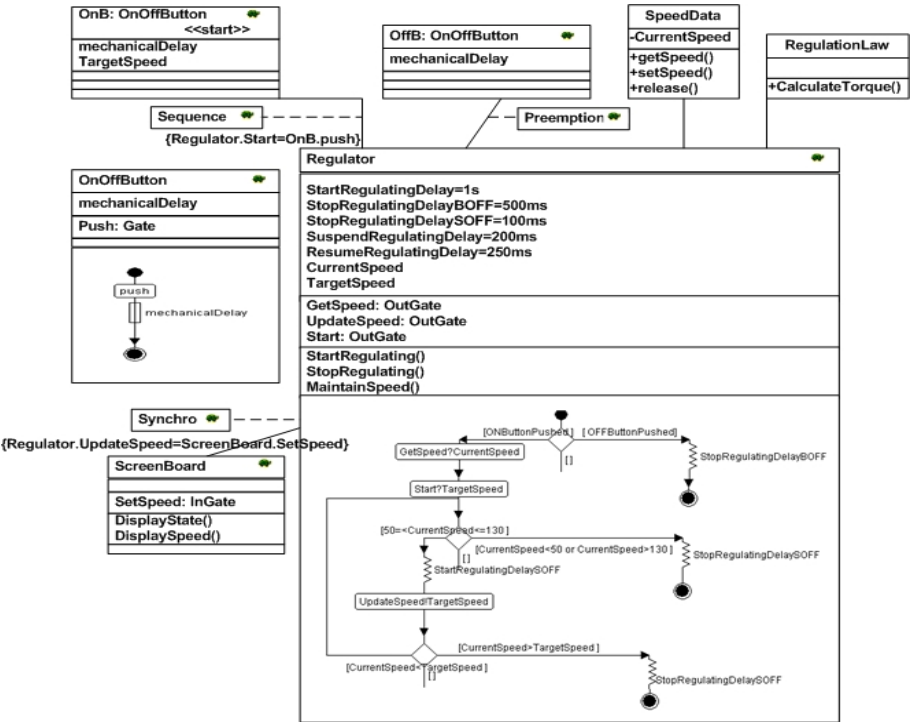 OnB: OnOffButton
<<start>>
mechanicalDelay
TargetSpeed
OffB: OnOffButton
mechanicalDelay
SpeedData
-CurrentSpeed
+getSpeed()
+setSpeed()
+release()
RegulationLaw
+CalculateTorque()
Sequence
{Regulator.Start=OnB.push}
Preemption
OnOffButton
mechanicalDelay
Push: Gate
push
mechanicalDelay
Regulator
StartRegulatingDelay=1s
StopRegulatingDelayBOFF=500ms
StopRegulatingDelaySOFF=100ms
SuspendRegulatingDelay=200ms
ResumeRegulatingDelay=250ms
CurrentSpeed
TargetSpeed
GetSpeed: OutGate
UpdateSpeed: OutGate
Start: OutGate
StartRegulating()
StopRegulating()
MaintainSpeed()
Synchro
{Regulator.UpdateSpeed=ScreenBoard.SetSpeed}
ScreenBoard
SetSpeed: InGate
DisplayState()
DisplaySpeed()
[ONButtonPushed ] [ OFFButtonPushed]
GetSpeed?CurrentSpeed
[]
StopRegulatingDelayBOFF
Start?TargetSpeed
[50=<CurrentSpeed<=130 ]
[CurrentSpeed<50 or CurrentSpeed>130 ]
[]
StopRegulatingDelaySOFF
StartRegulatingDelaySOFF
UpdateSpeed!TargetSpeed
[CurrentSpeed>TargetSpeed ]
[CurrentSpeed<TargetSpeed ]
[]
StopRegulatingDelaySOFF